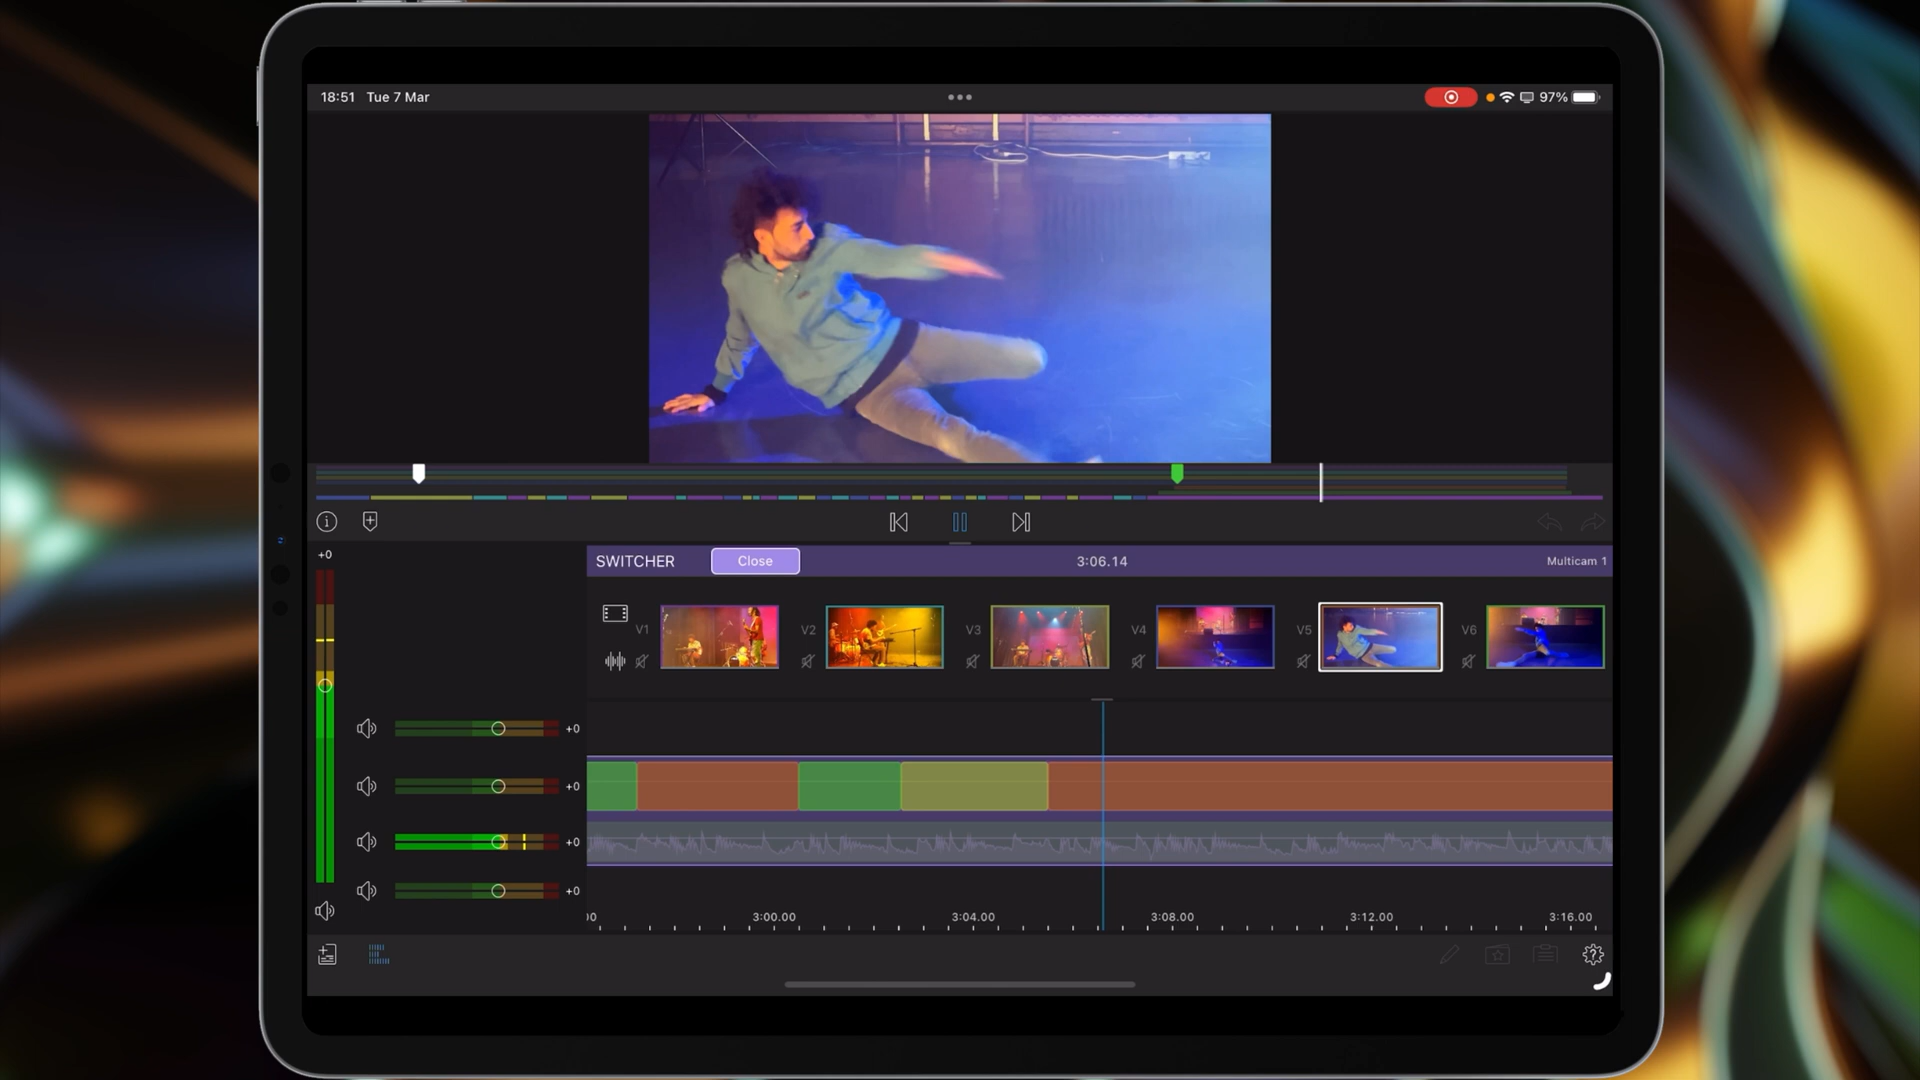 18:51 Tue 7 Mar
97%
+0
SWITCHER
Close
3:06.14
Multicam 1
V1
V2
V3
V4
V5
V6
+0
+0
+0
+0
3:00.00
3:04.00
3:08.00
3:12.00
3:16.00